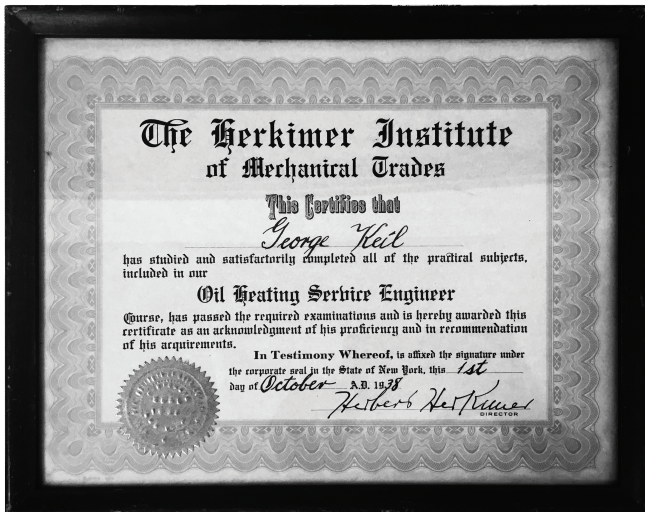 The Herkimer Institute
of Mechanical Trades
This Certifies that
George Keil
has studied and satisfactorily completed all of the practical subjects,
included in our
Oil Heating Service Engineer
Course, has passed the required examinations and is hereby awarded this
certificate as an acknowledgment of his proficiency and in recommendation
of his acquirements.
In Testimony Whereof, is affixed the signature under
the corporate seal in the State of New York, this 1st
day of October A.D. 1938
Herbert Herkimer
DIRECTOR